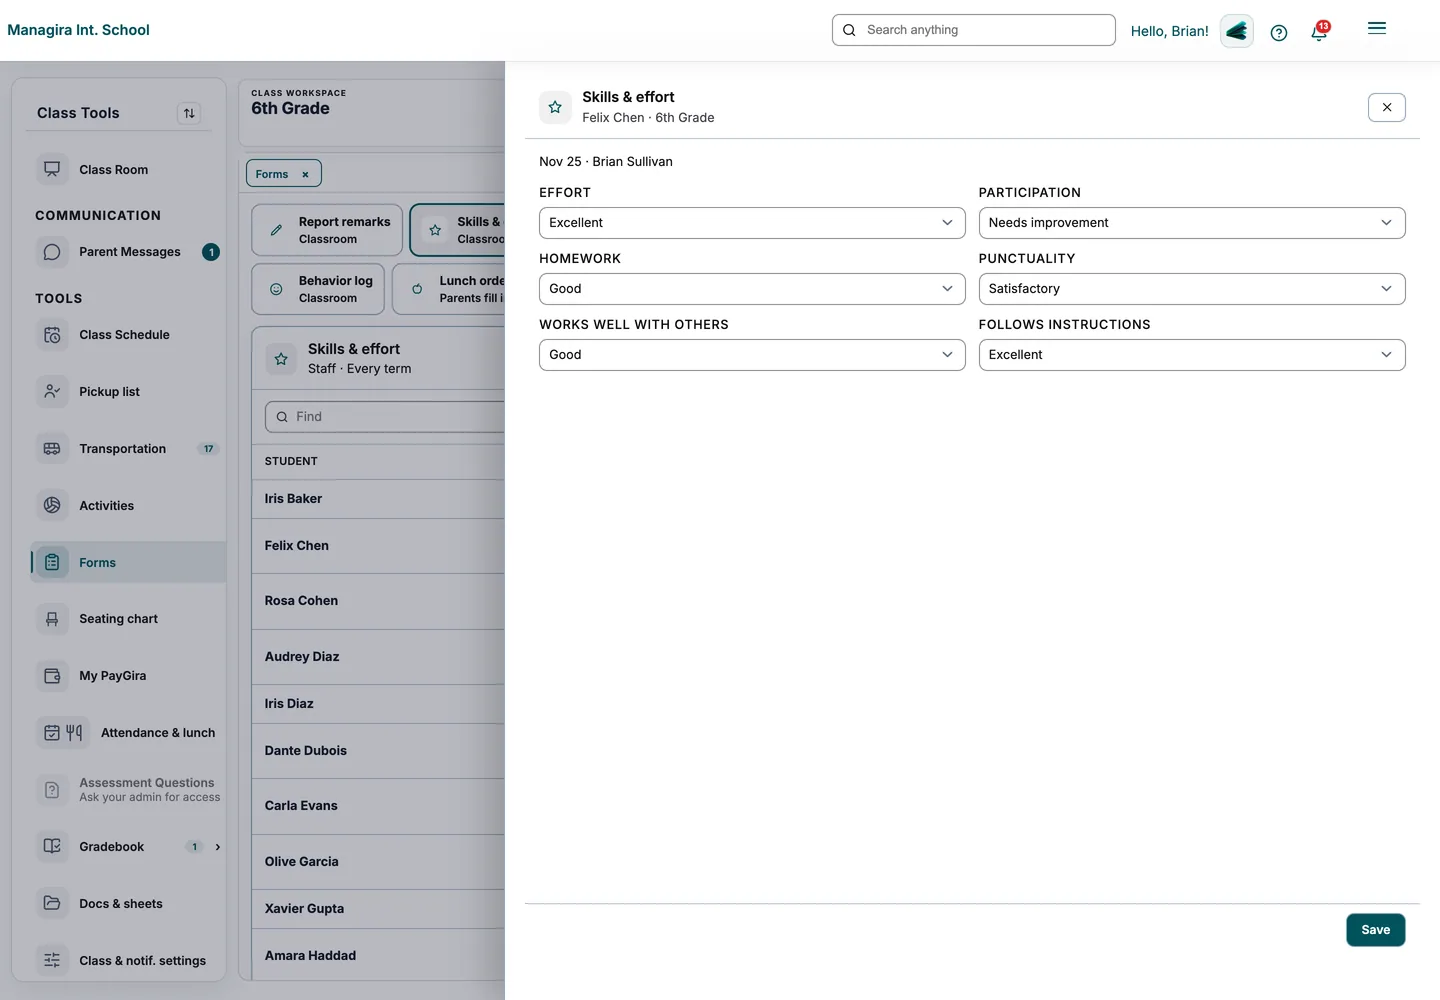 Managira Int. School
Search anything
Hello, Brian!
13
Class Tools
Class Room
COMMUNICATION
Parent Messages
1
TOOLS
Class Schedule
Pickup list
Transportation
17
Activities
Forms
Seating chart
My PayGira
Attendance & lunch
Assessment Questions
Ask your admin for access
Gradebook
1
Docs & sheets
Class & notif. settings
CLASS WORKSPACE
6th Grade
Forms
Report remarks
Classroom
Skills &
Behavior log
Classroom
Parents fill
Skills & effort
Staff · Every term
Find
STUDENT
Iris Baker
Felix Chen
Rosa Cohen
Audrey Diaz
Iris Diaz
Dante Dubois
Carla Evans
Olive Garcia
Xavier Gupta
Amara Haddad
Skills & effort
Felix Chen · 6th Grade
Nov 25 · Brian Sullivan
EFFORT
Excellent
PARTICIPATION
Needs improvement
HOMEWORK
Good
PUNCTUALITY
Satisfactory
WORKS WELL WITH OTHERS
Good
FOLLOWS INSTRUCTIONS
Excellent
Save